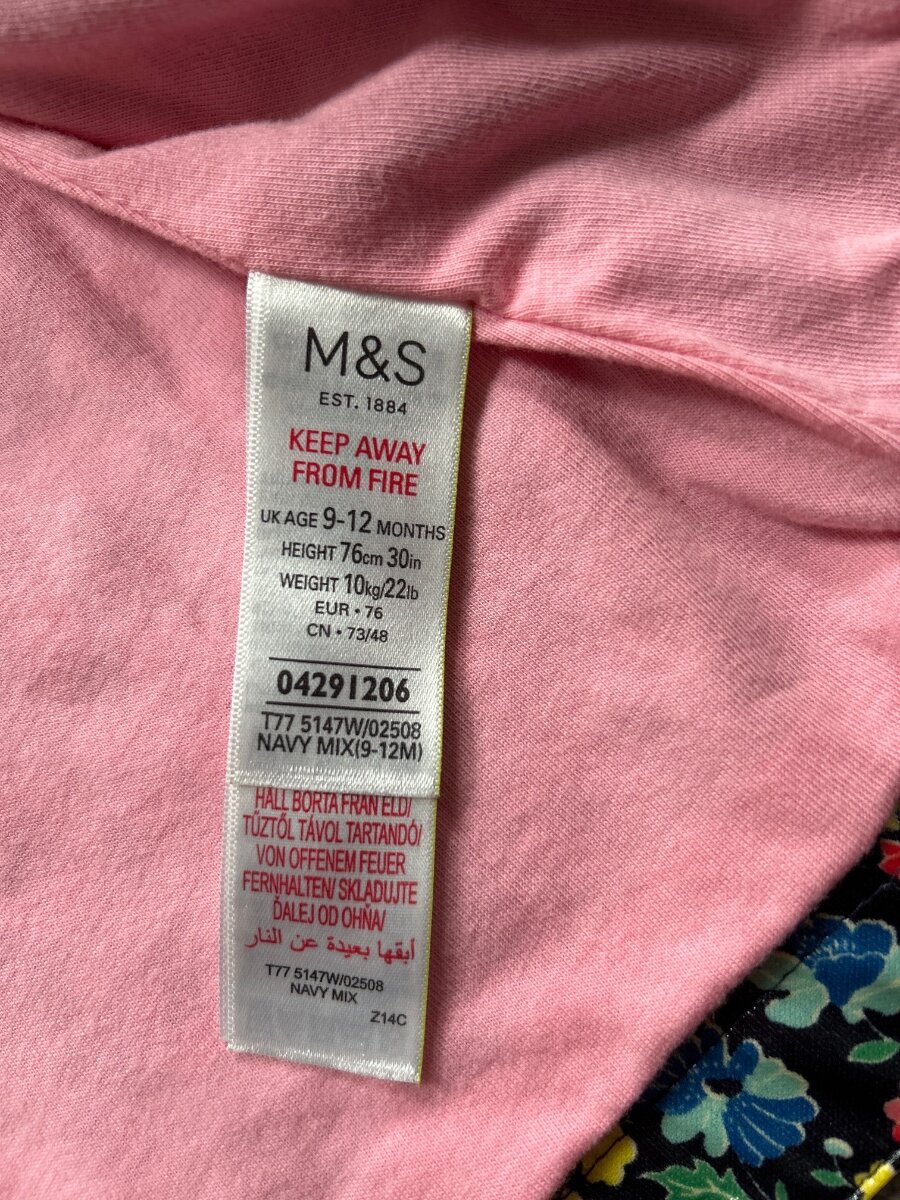 M&S
EST. 1884
KEEP AWAY
FROM FIRE
UK AGE 9-12 MONTHS
HEIGHT 76cm 30in
WEIGHT 10kg/22lb
EUR • 76
CN • 73/48
04291206
T77 5147W/02508
NAVY MIX(9-12M)
HÅLL BORTA FRÅN ELD/
TŰZTŐL TÁVOL TARTANDÓ/
VON OFFENEM FEUER
FERNHALTEN/ SKLADUJTE
ĎALEJ OD OHŇA/
أبقها بعيدة عن النار
T77 5147W/02508
NAVY MIX
Z14C